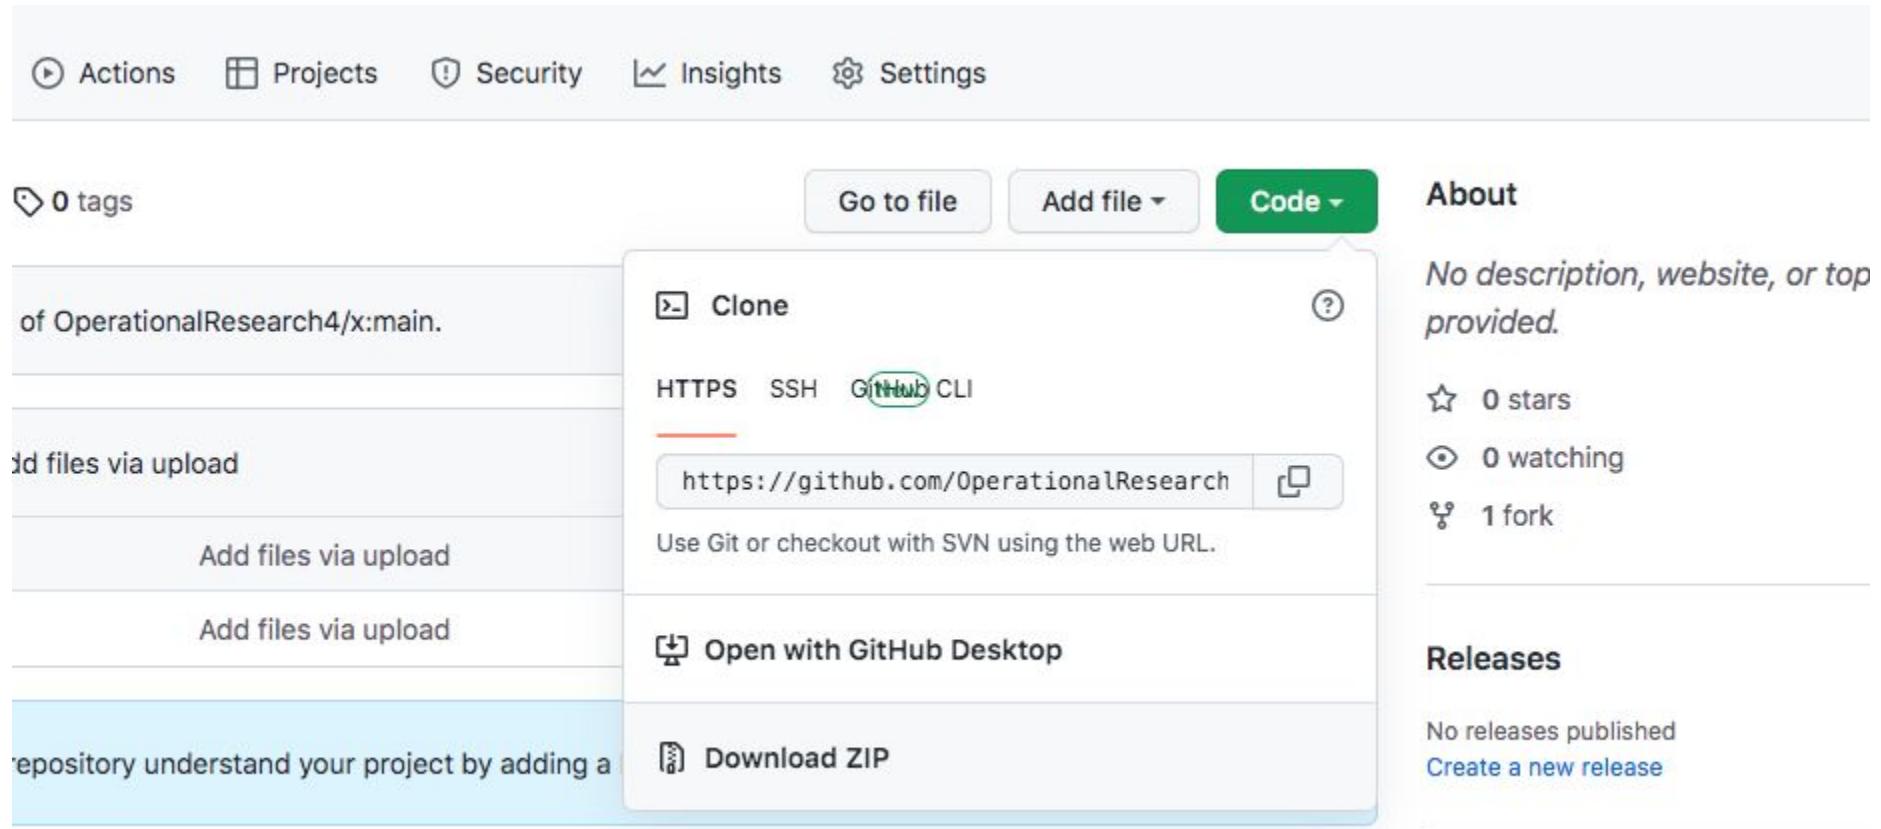 Actions Projects Security Insights Settings
0 tags
Go to file Add file Code
of OperationalResearch4/x:main.
dd files via upload
Add files via upload
Add files via upload
epository understand your project by adding a
Clone
HTTPS SSH GitHub CLI
https://github.com/OperationalResearch
Use Git or checkout with SVN using the web URL.
Open with GitHub Desktop
Download ZIP
About
No description, website, or top
provided.
0 stars
0 watching
1 fork
Releases
No releases published
Create a new release